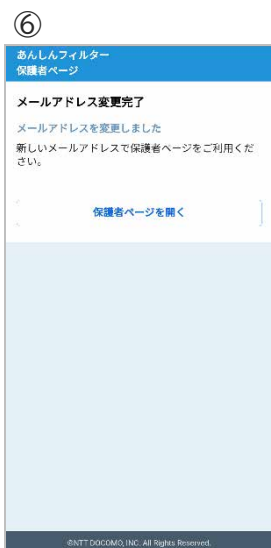 ⑥
あんしんフィルター
保護者ページ
メールアドレス変更完了
メールアドレスを変更しました
新しいメールアドレスで保護者ページをご利用くだ
さい。
保護者ページを開く
©NTT DOCOMO, INC. All Rights Reserved.